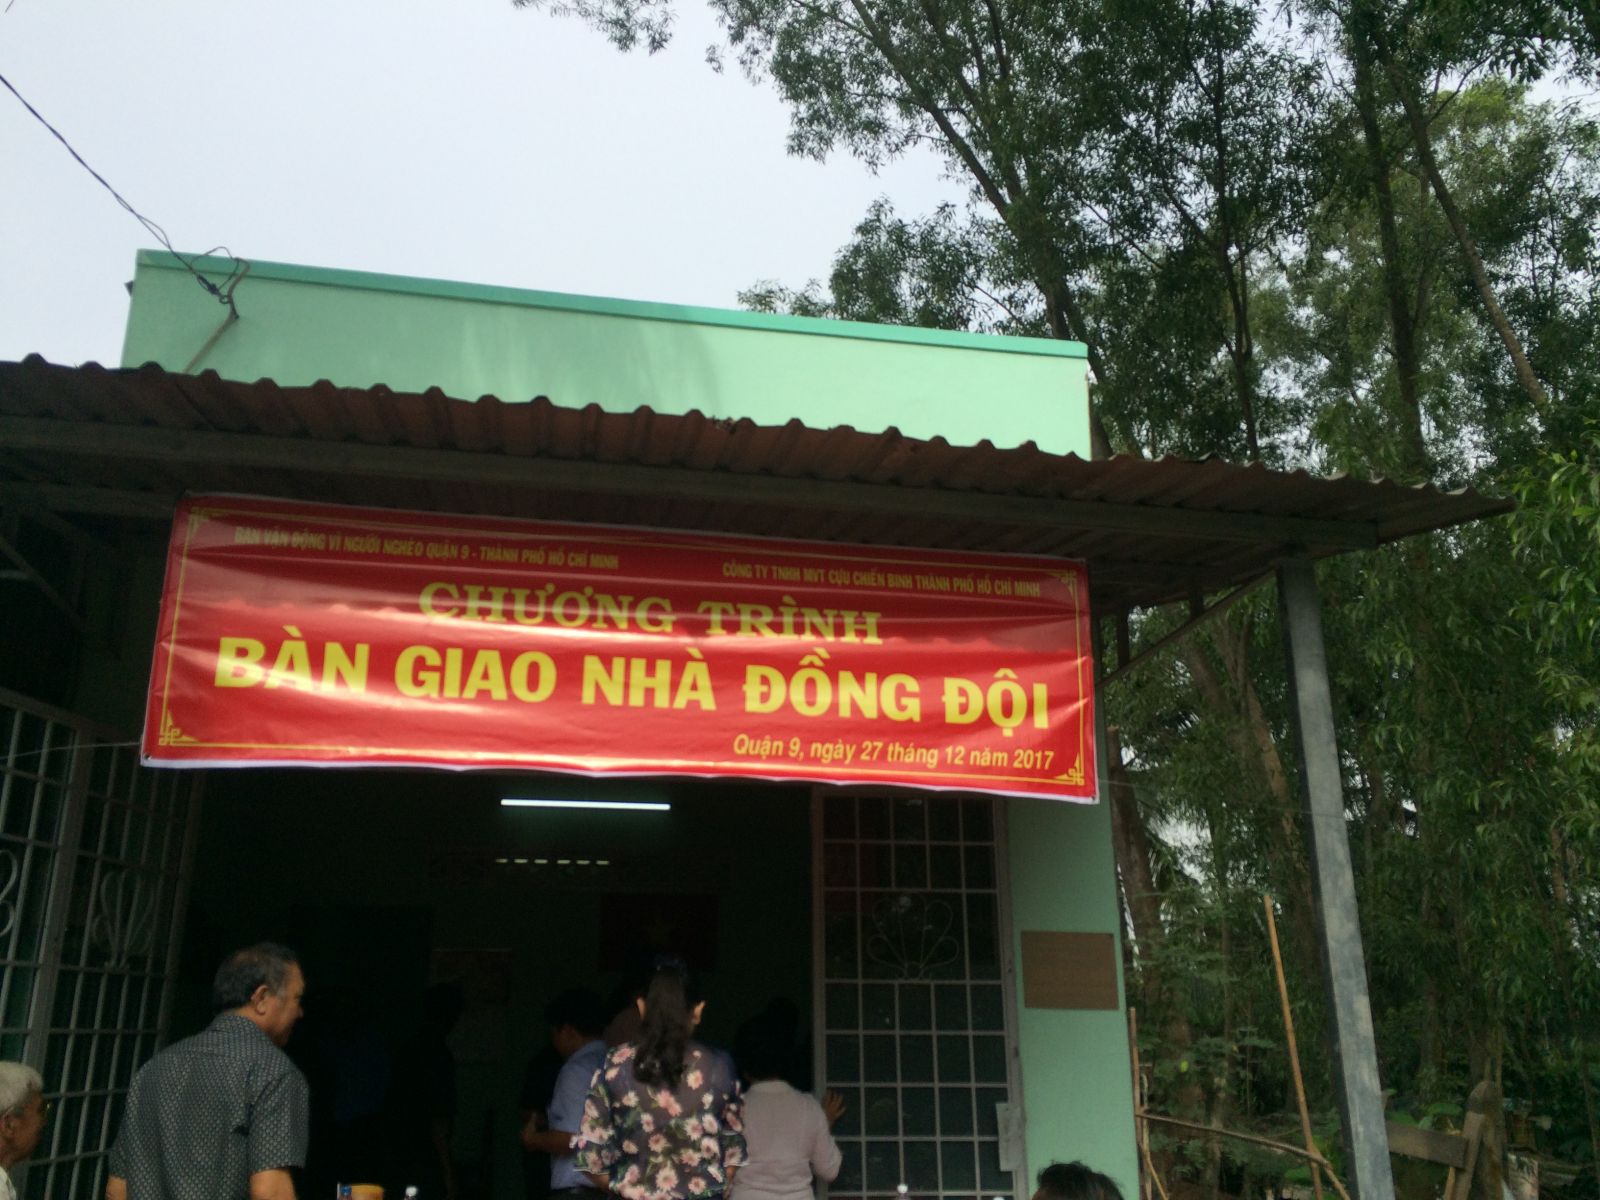 BAN VẬN ĐỘNG VÌ NGƯỜI NGHÈO QUẬN 9 - THÀNH PHỐ HỒ CHÍ MINH
CÔNG TY TNHH MVT CỰU CHIẾN BINH THÀNH PHỐ HỒ CHÍ MINH
CHƯƠNG TRÌNH
BÀN GIAO NHÀ ĐỒNG ĐỘI
Quận 9, ngày 27 tháng 12 năm 2017